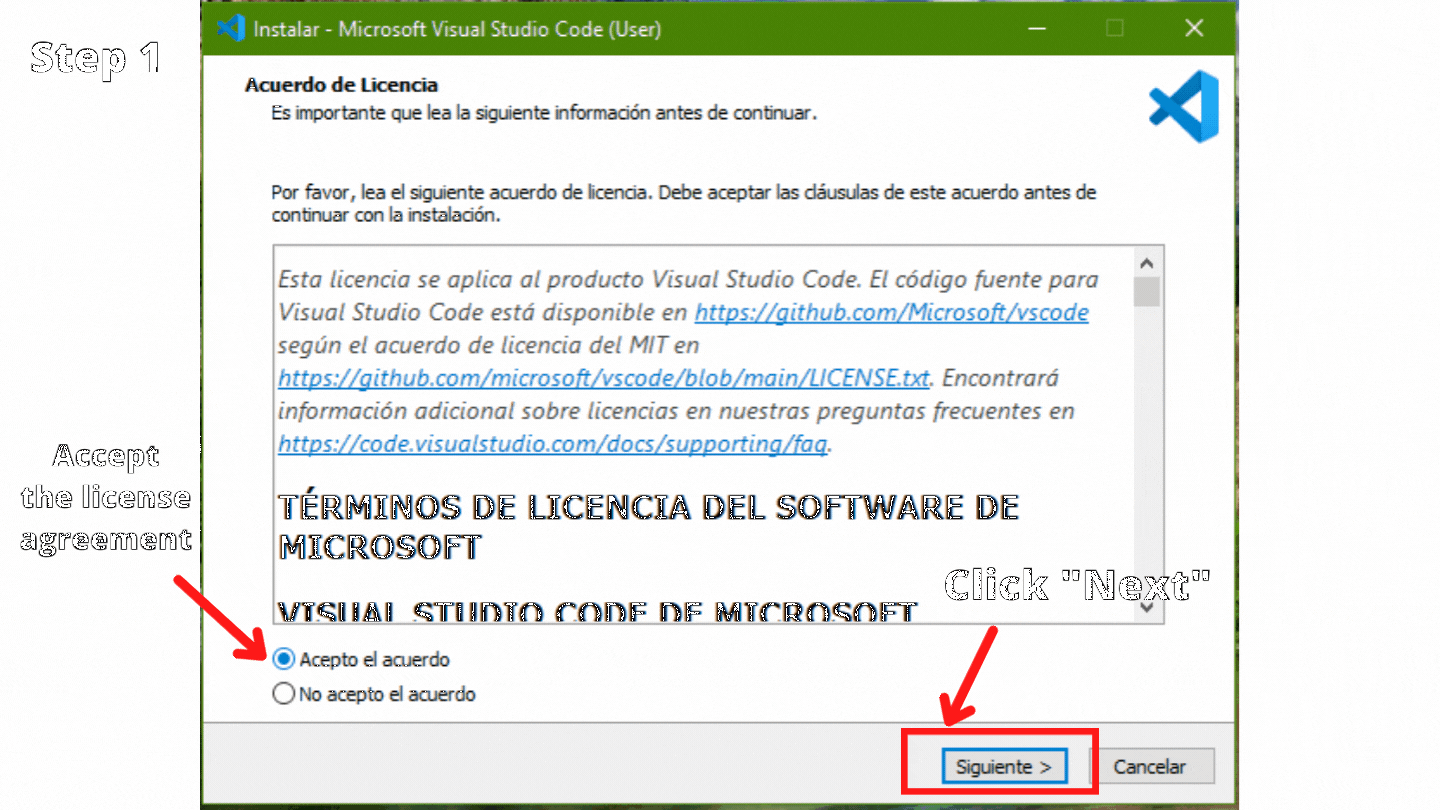 Instalar - Microsoft Visual Studio Code (User)
Step 1
Acuerdo de Licencia
Es importante que lea la siguiente información antes de continuar.
Por favor, lea el siguiente acuerdo de licencia. Debe aceptar las cláusulas de este acuerdo antes de
continuar con la instalación.
Esta licencia se aplica al producto Visual Studio Code. El código fuente para
Visual Studio Code está disponible en https://github.com/Microsoft/vscode
según el acuerdo de licencia del MIT en
https://github.com/microsoft/vscode/blob/main/LICENSE.txt. Encontrará
información adicional sobre licencias en nuestras preguntas frecuentes en
https://code.visualstudio.com/docs/supporting/faq.
TÉRMINOS DE LICENCIA DEL SOFTWARE DE
MICROSOFT
VISUAL STUDIO CODE DE MICROSOFT
Accept
the license
agreement
Click "Next"
Acepto el acuerdo
No acepto el acuerdo
Siguiente >
Cancelar